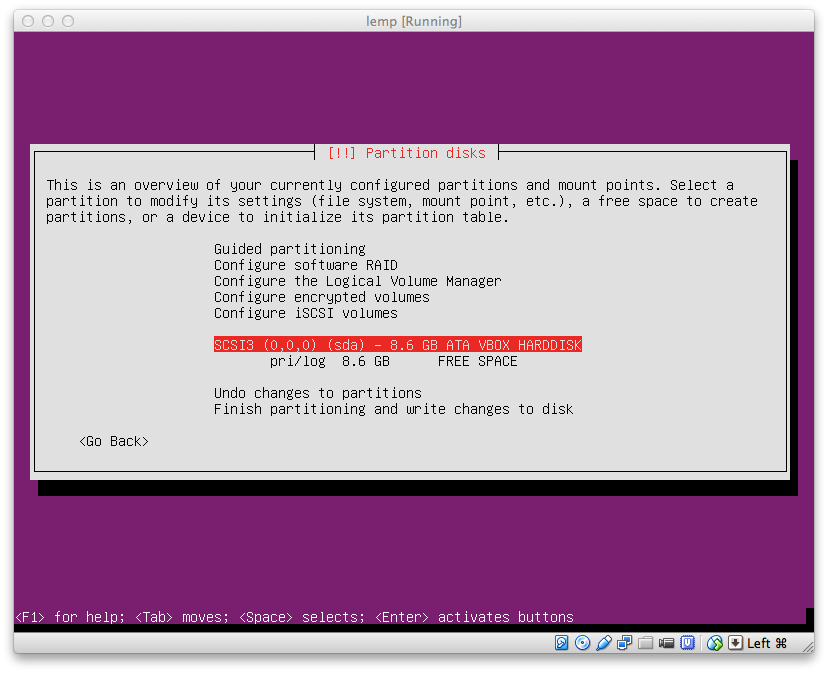 lemp [Running]
[!!] Partition disks
This is an overview of your currently configured partitions and mount points. Select a
partition to modify its settings (file system, mount point, etc.), a free space to create
partitions, or a device to initialize its partition table.
Guided partitioning
Configure software RAID
Configure the Logical Volume Manager
Configure encrypted volumes
Configure iSCSI volumes
SCSI3 (0,0,0) (sda) – 8.6 GB ATA VBOX HARDDISK
pri/log 8.6 GB FREE SPACE
Undo changes to partitions
Finish partitioning and write changes to disk
<Go Back>
<F1> for help; <Tab> moves; <Space> selects; <Enter> activates buttons
Left ⌘